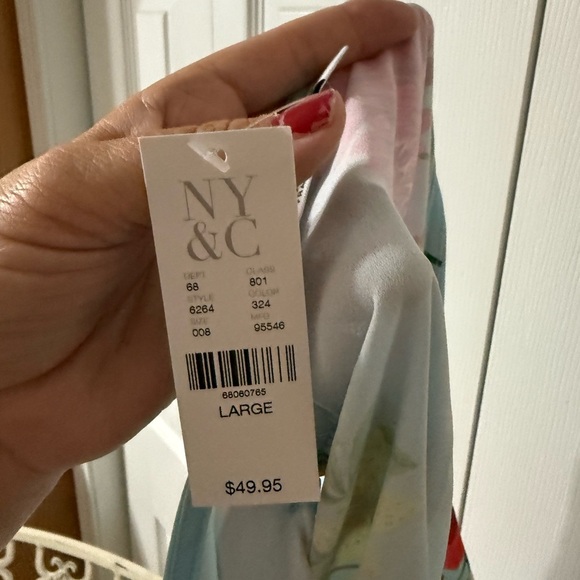 NY
&C
DEPT CLASS
68 801
STYLE COLOR
6264 324
SIZE MFG
008 95546
68060765
LARGE
$49.95